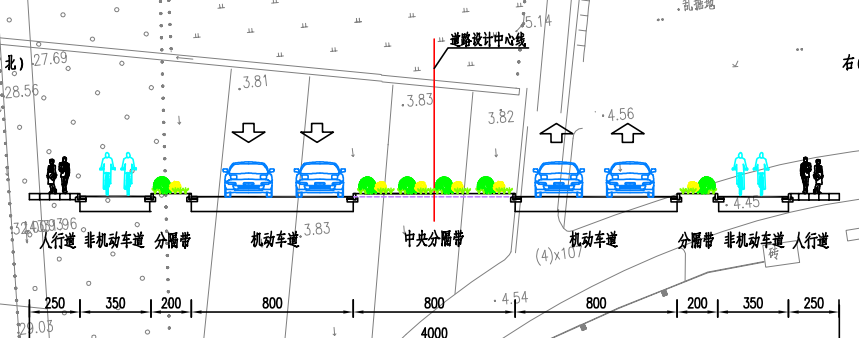 乱掘地
5.14
道路设计中心线
北)
27.69
右(
28.56
3.81
3.83
3.82
4.56
4.45
3.83
人行道 非机动车道 分隔带 机动车道 中央分隔带 机动车道 分隔带 非机动车道 人行道
(4)x107
砖
4.54
250 350 200 800 800 800 200 350 250
29.03
4000